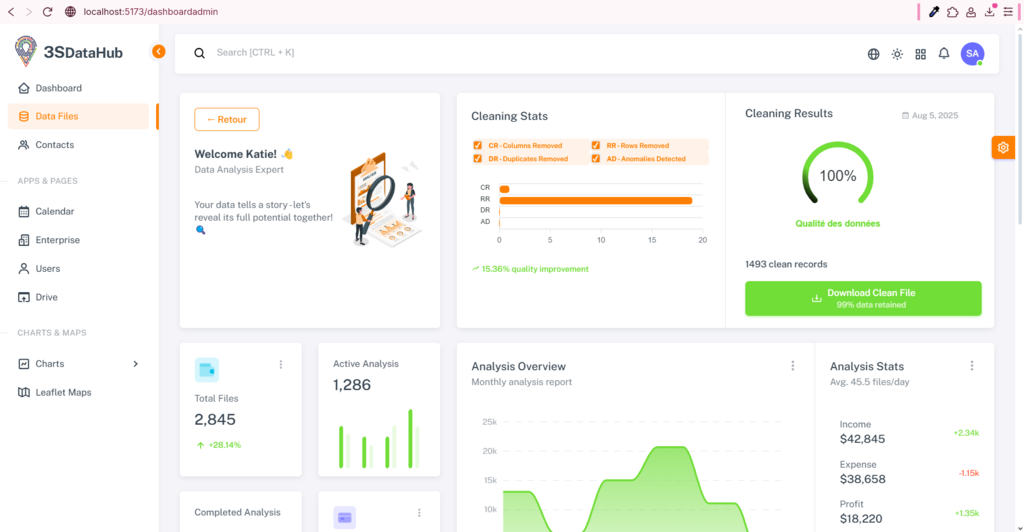 localhost:5173/dashboardadmin
3SDataHub
Search [CTRL + K]
SA
Dashboard
Data Files
Contacts
APPS & PAGES
Calendar
Enterprise
Users
Drive
CHARTS & MAPS
Charts
Leaflet Maps
← Retour
Welcome Katie! 👋
Data Analysis Expert
Your data tells a story - let's
reveal its full potential together!
🔍
Cleaning Stats
CR - Columns Removed
RR - Rows Removed
DR - Duplicates Removed
AD - Anomalies Detected
CR
RR
DR
AD
0 5 10 15 20
15.36% quality improvement
Cleaning Results
Aug 5, 2025
100%
Qualité des données
1493 clean records
Download Clean File
99% data retained
Total Files
2,845
+28.14%
Active Analysis
1,286
Completed Analysis
Analysis Overview
Monthly analysis report
25k
20k
15k
10k
Analysis Stats
Avg. 45.5 files/day
Income
$42,845
+2.34k
Expense
$38,658
-1.15k
Profit
$18,220
+1.35k